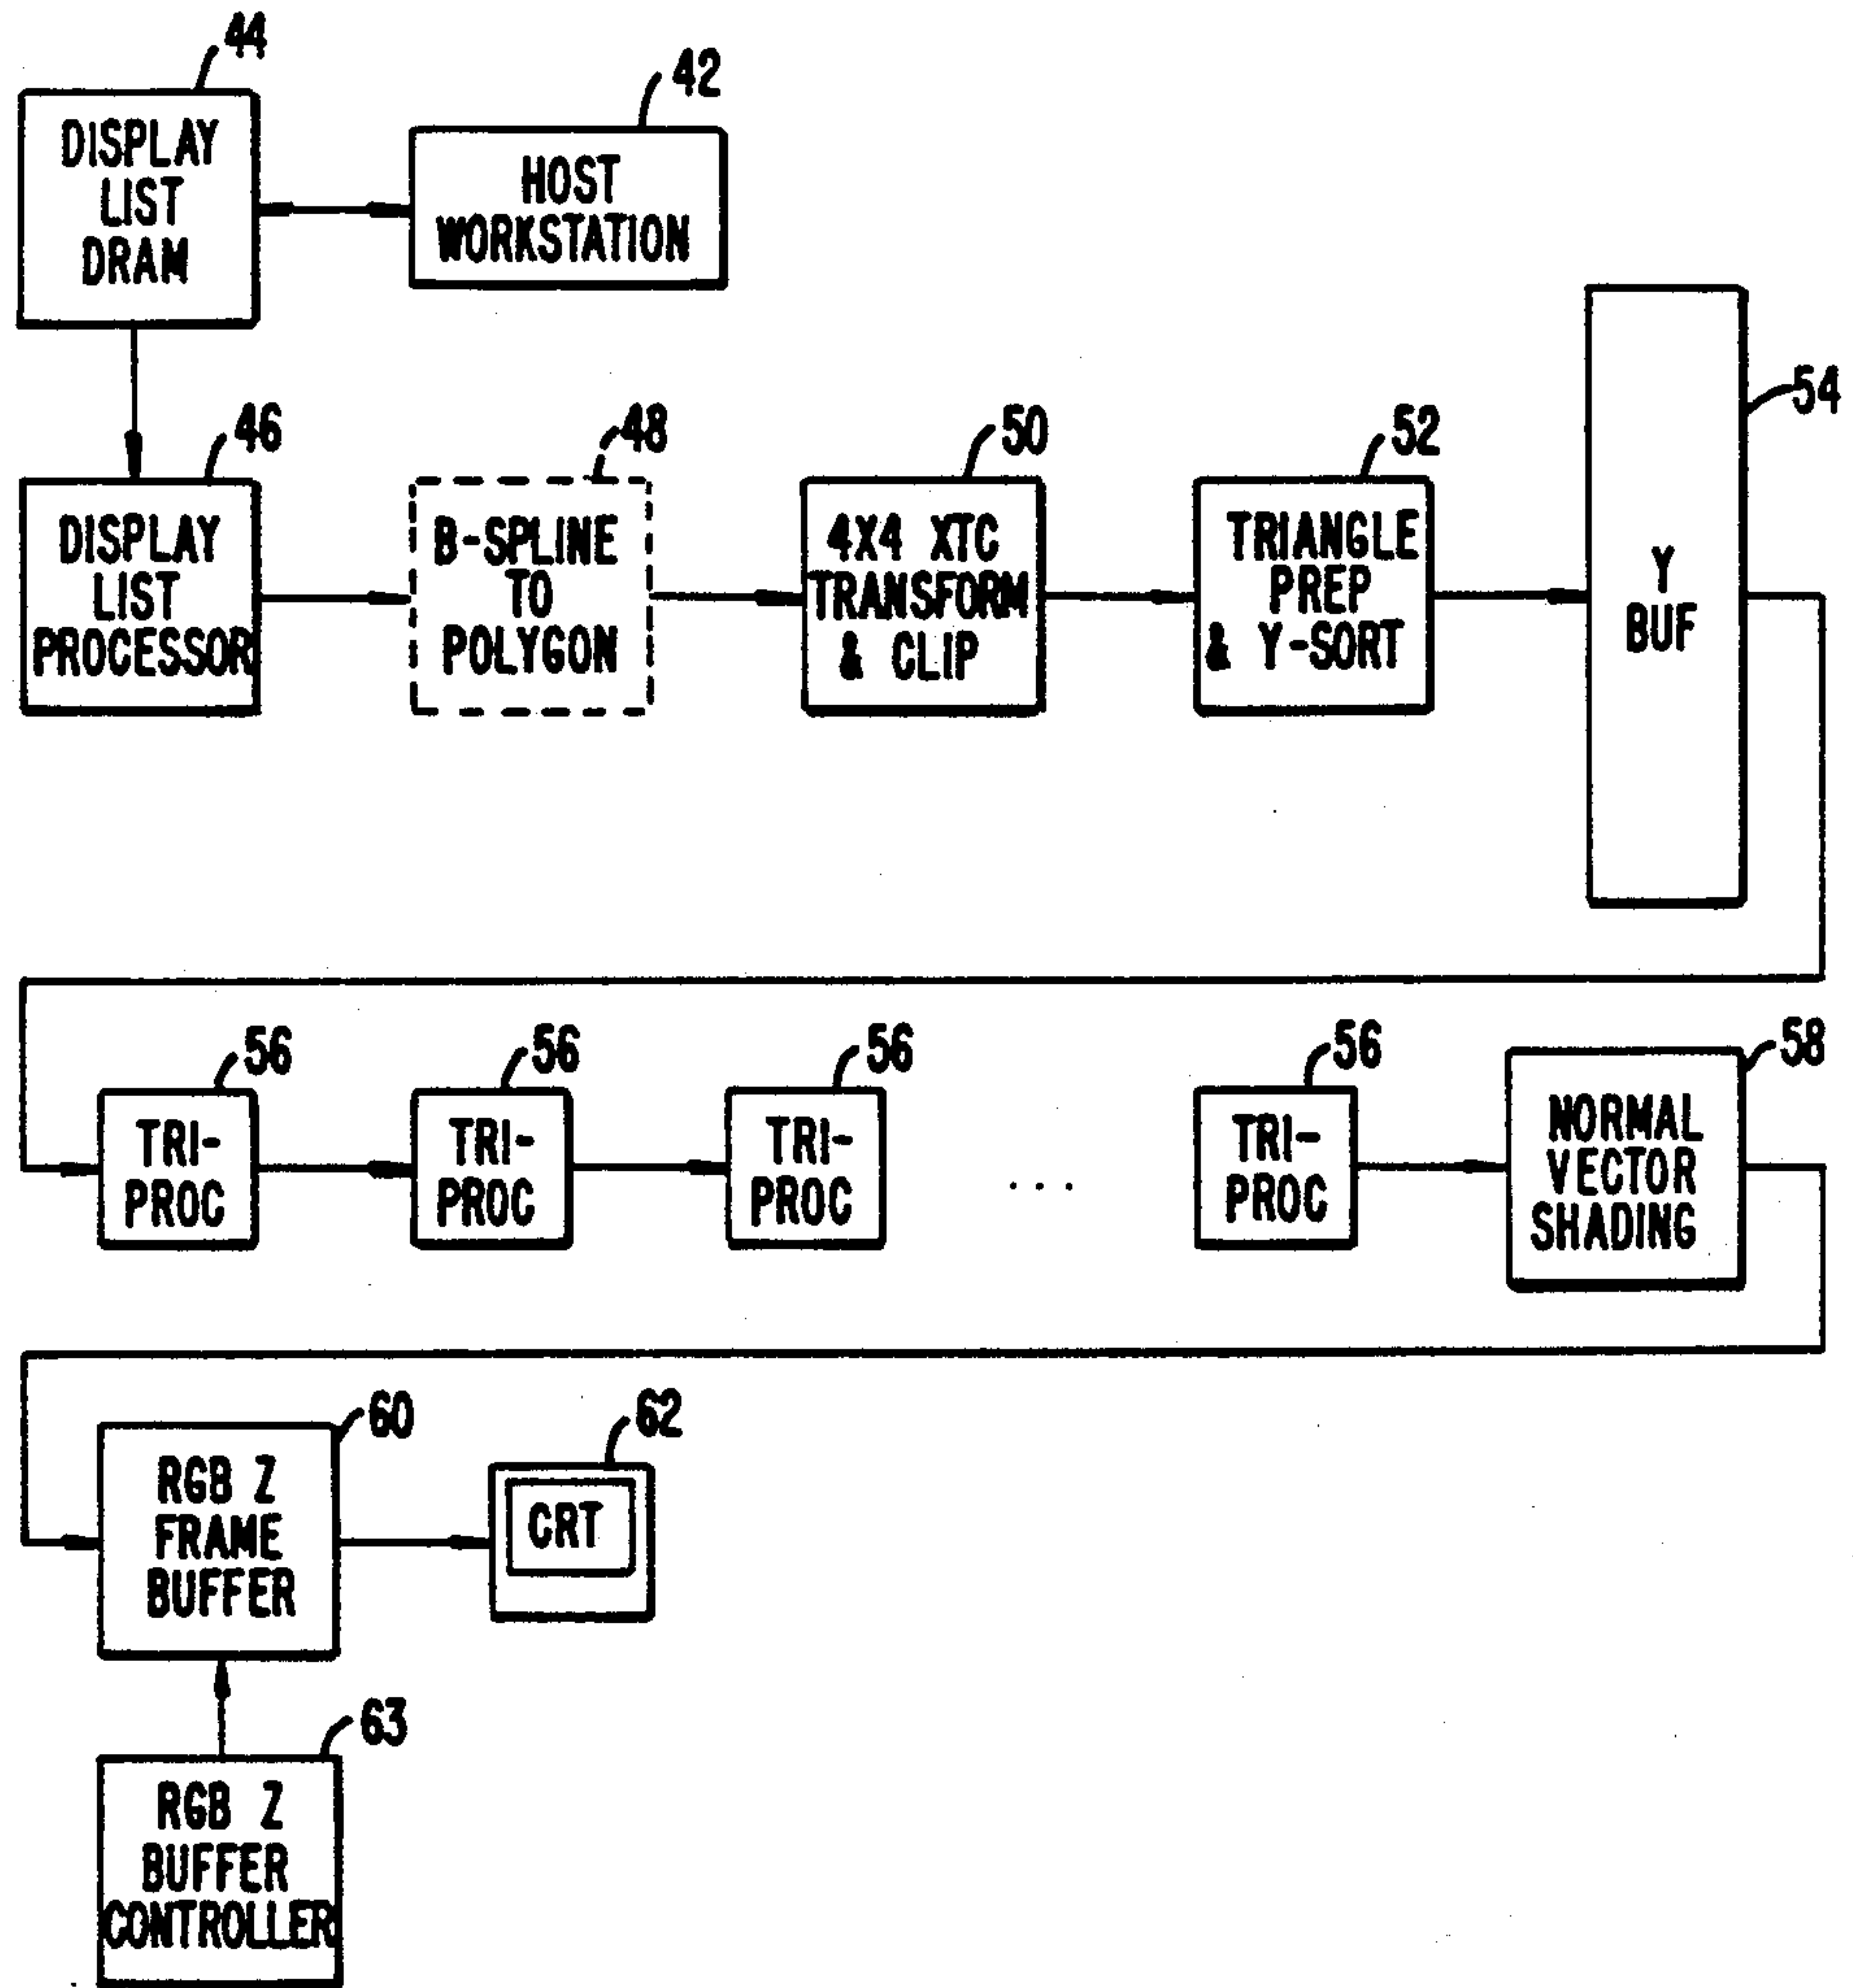 44
42
DISPLAY
LIST
DRAM
HOST
WORKSTATION
54
46
48
50
52
DISPLAY
LIST
PROCESSOR
B-SPLINE
TO
POLYGON
4X4 XTC
TRANSFORM
& CLIP
TRIANGLE
PREP
& Y-SORT
Y
BUF
56
56
56
56
58
TRI-
PROC
TRI-
PROC
TRI-
PROC
...
TRI-
PROC
NORMAL
VECTOR
SHADING
60
62
RGB Z
FRAME
BUFFER
CRT
63
RGB Z
BUFFER
CONTROLLER